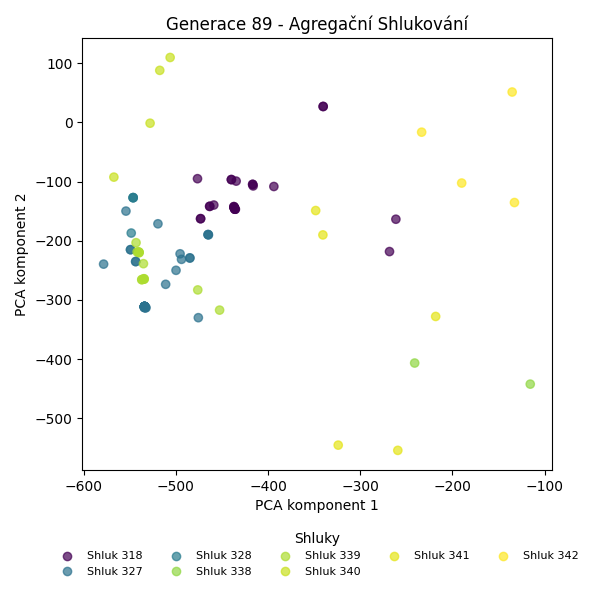 Generace 89 - Agregační Shlukování
100
0
−100
−200
−300
−400
−500
PCA komponent 2
−600 −500 −400 −300 −200 −100
PCA komponent 1
Shluky
Shluk 318 Shluk 328 Shluk 339 Shluk 341 Shluk 342
Shluk 327 Shluk 338 Shluk 340